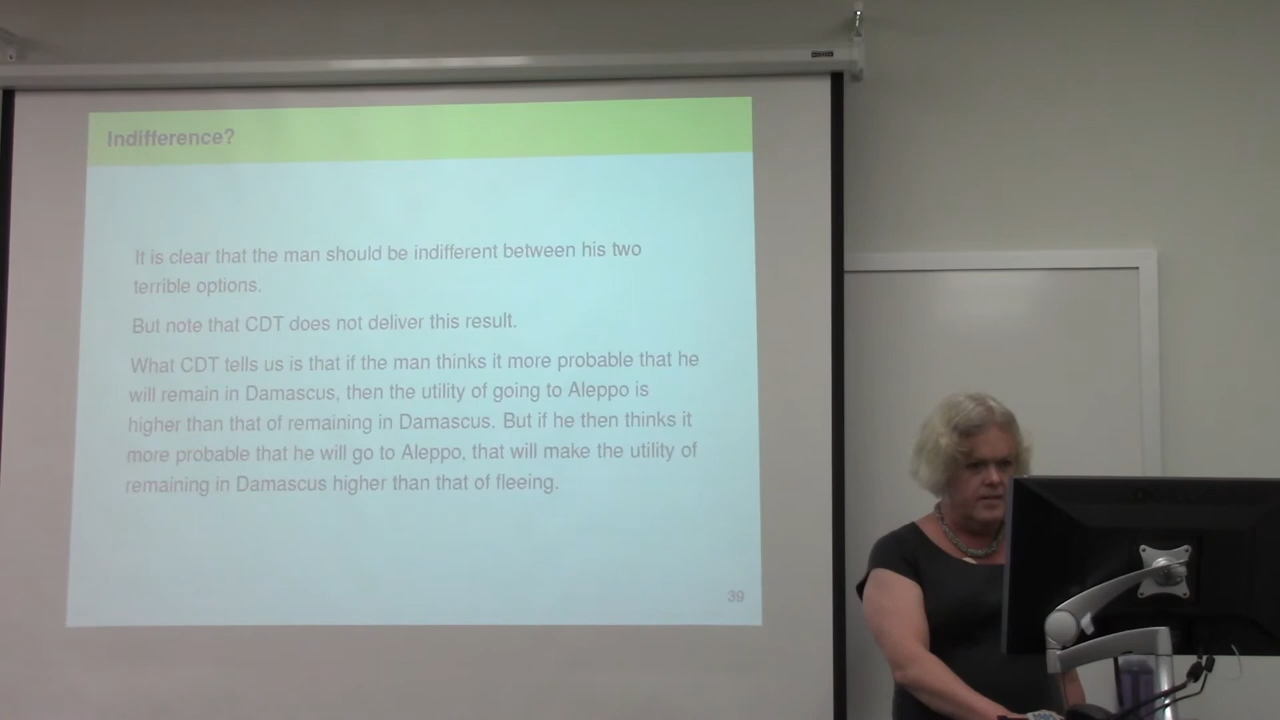 Indifference?
It is clear that the man should be indifferent between his two
terrible options.
But note that CDT does not deliver this result.
What CDT tells us is that if the man thinks it more probable that he
will remain in Damascus, then the utility of going to Aleppo is
higher than that of remaining in Damascus. But if he then thinks it
more probable that he will go to Aleppo, that will make the utility of
remaining in Damascus higher than that of fleeing.
39